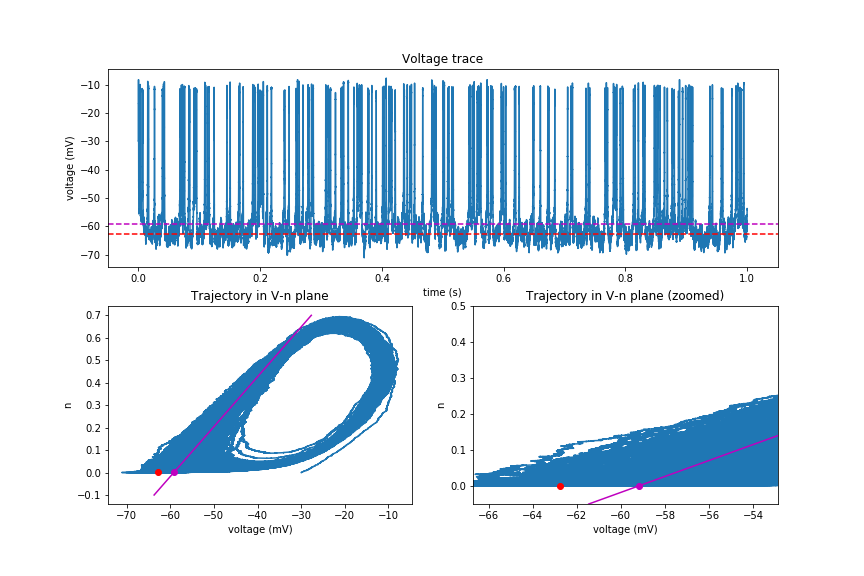 Voltage trace
voltage (mV)
−10
−20
−30
−40
−50
−60
−70
0.0 0.2 0.4 0.6 0.8 1.0
time (s)
Trajectory in V-n plane
n
0.7
0.6
0.5
0.4
0.3
0.2
0.1
0.0
−0.1
−70 −60 −50 −40 −30 −20 −10
voltage (mV)
Trajectory in V-n plane (zoomed)
n
0.5
0.4
0.3
0.2
0.1
0.0
−66 −64 −62 −60 −58 −56 −54
voltage (mV)